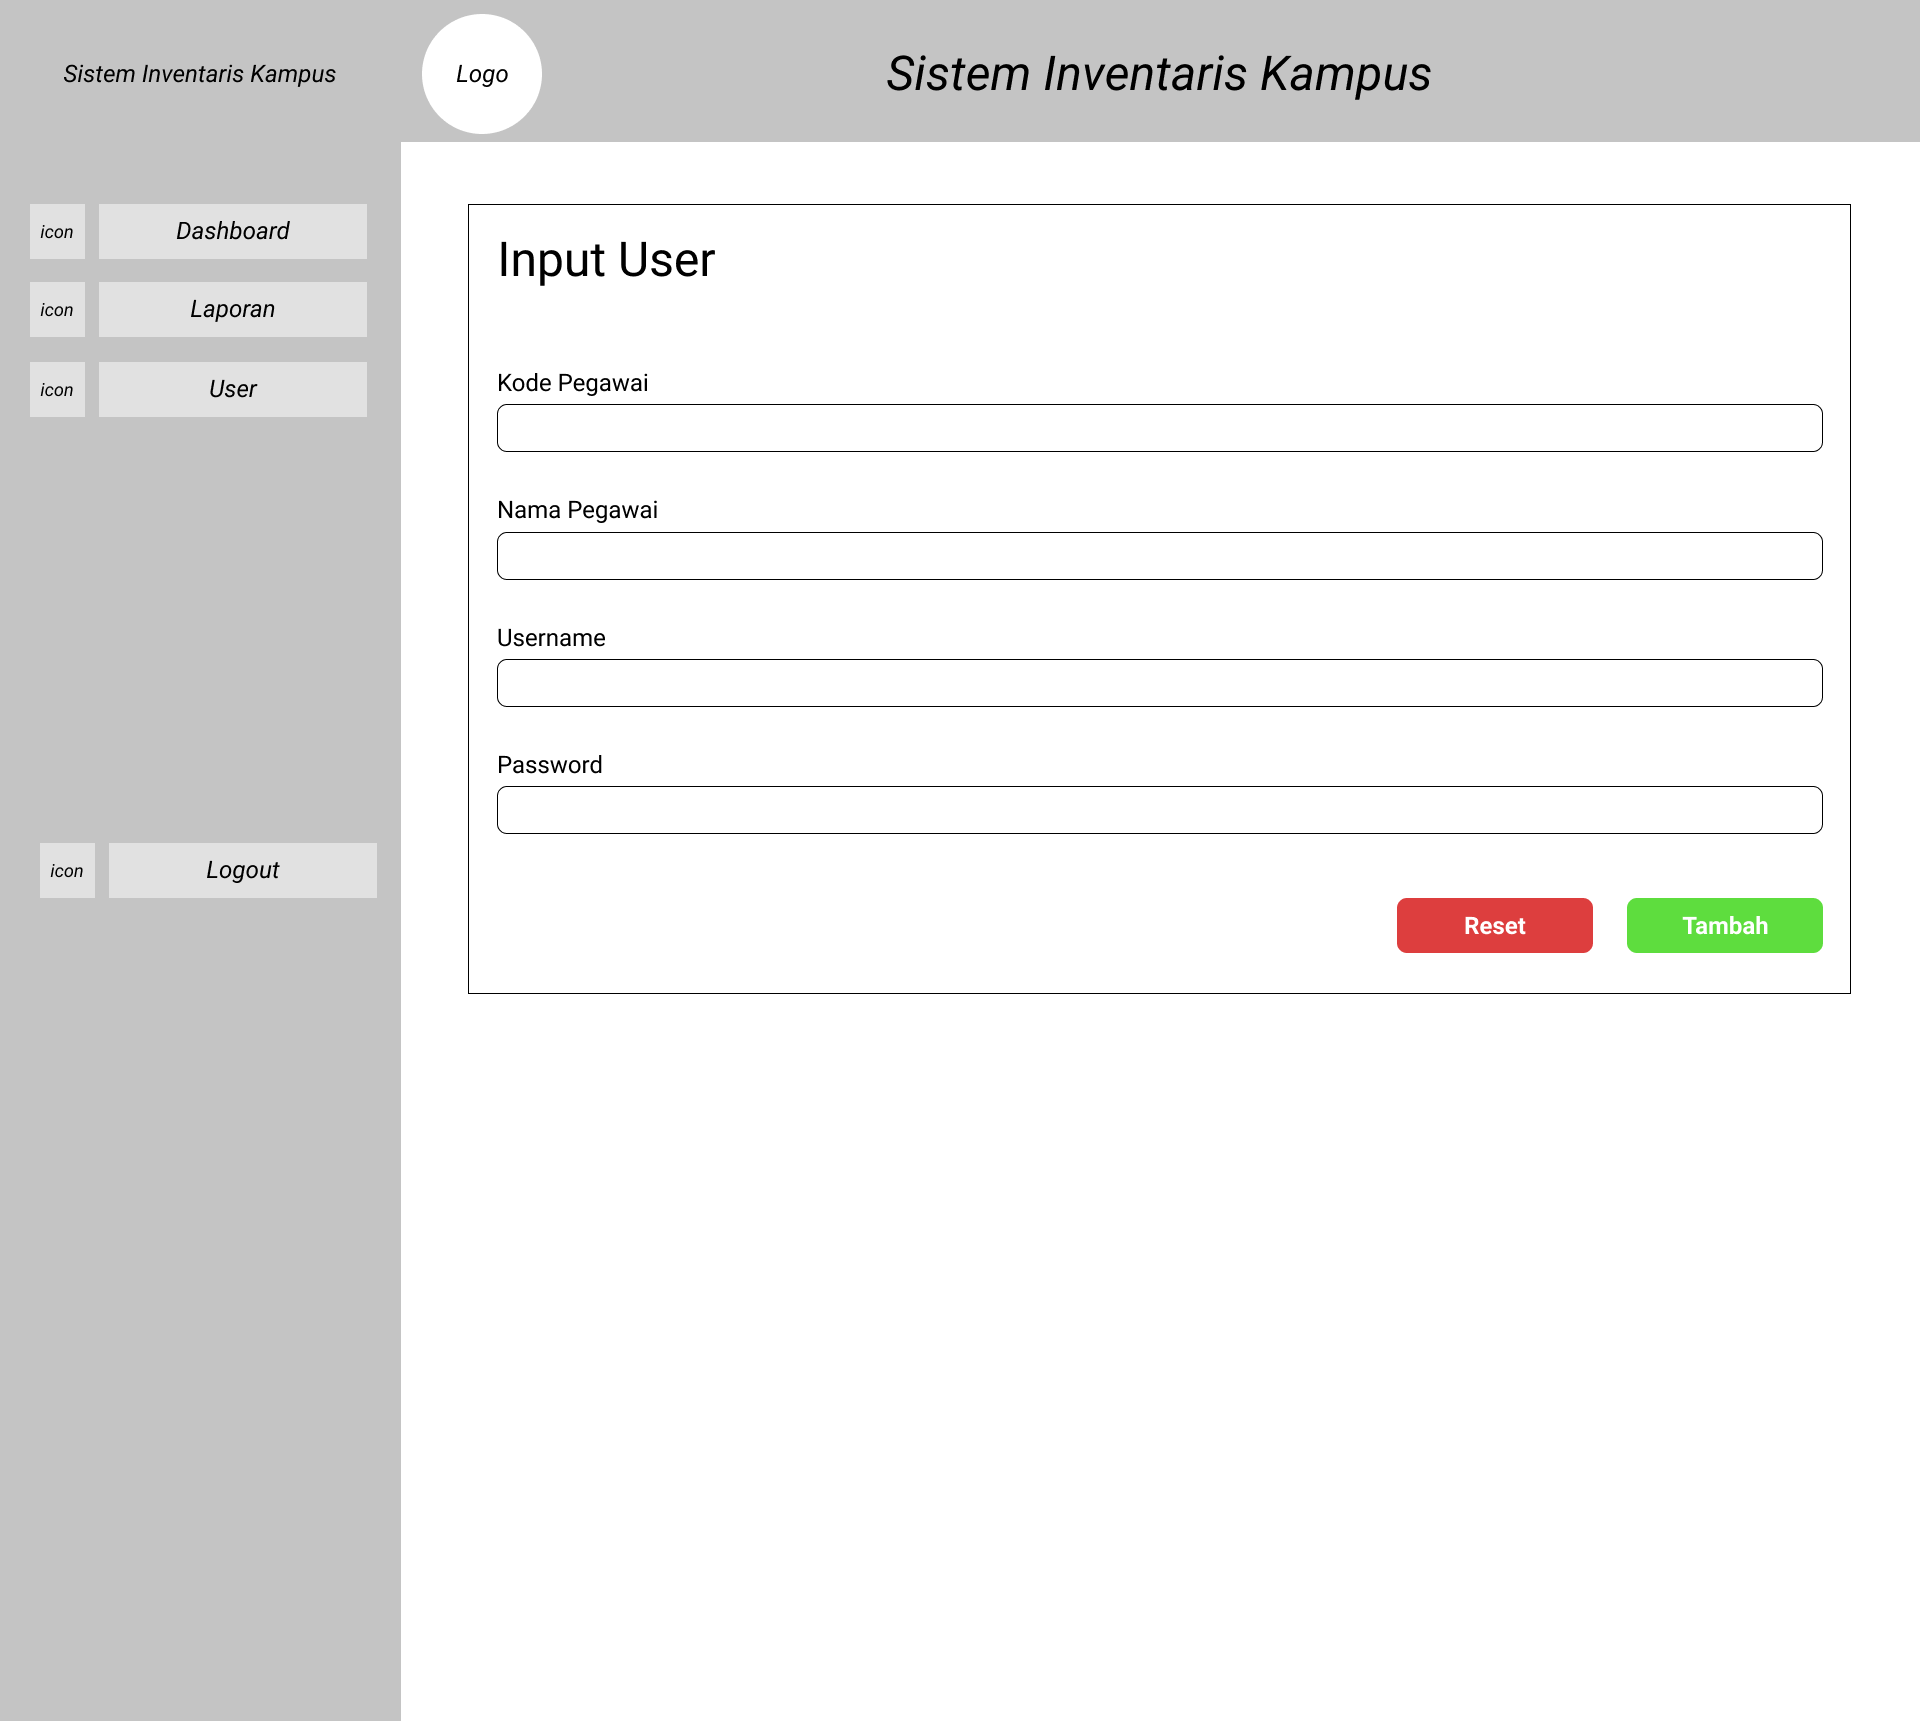 Sistem Inventaris Kampus
Logo
Sistem Inventaris Kampus
icon
Dashboard
icon
Laporan
icon
User
icon
Logout
Input User
Kode Pegawai
Nama Pegawai
Username
Password
Reset
Tambah